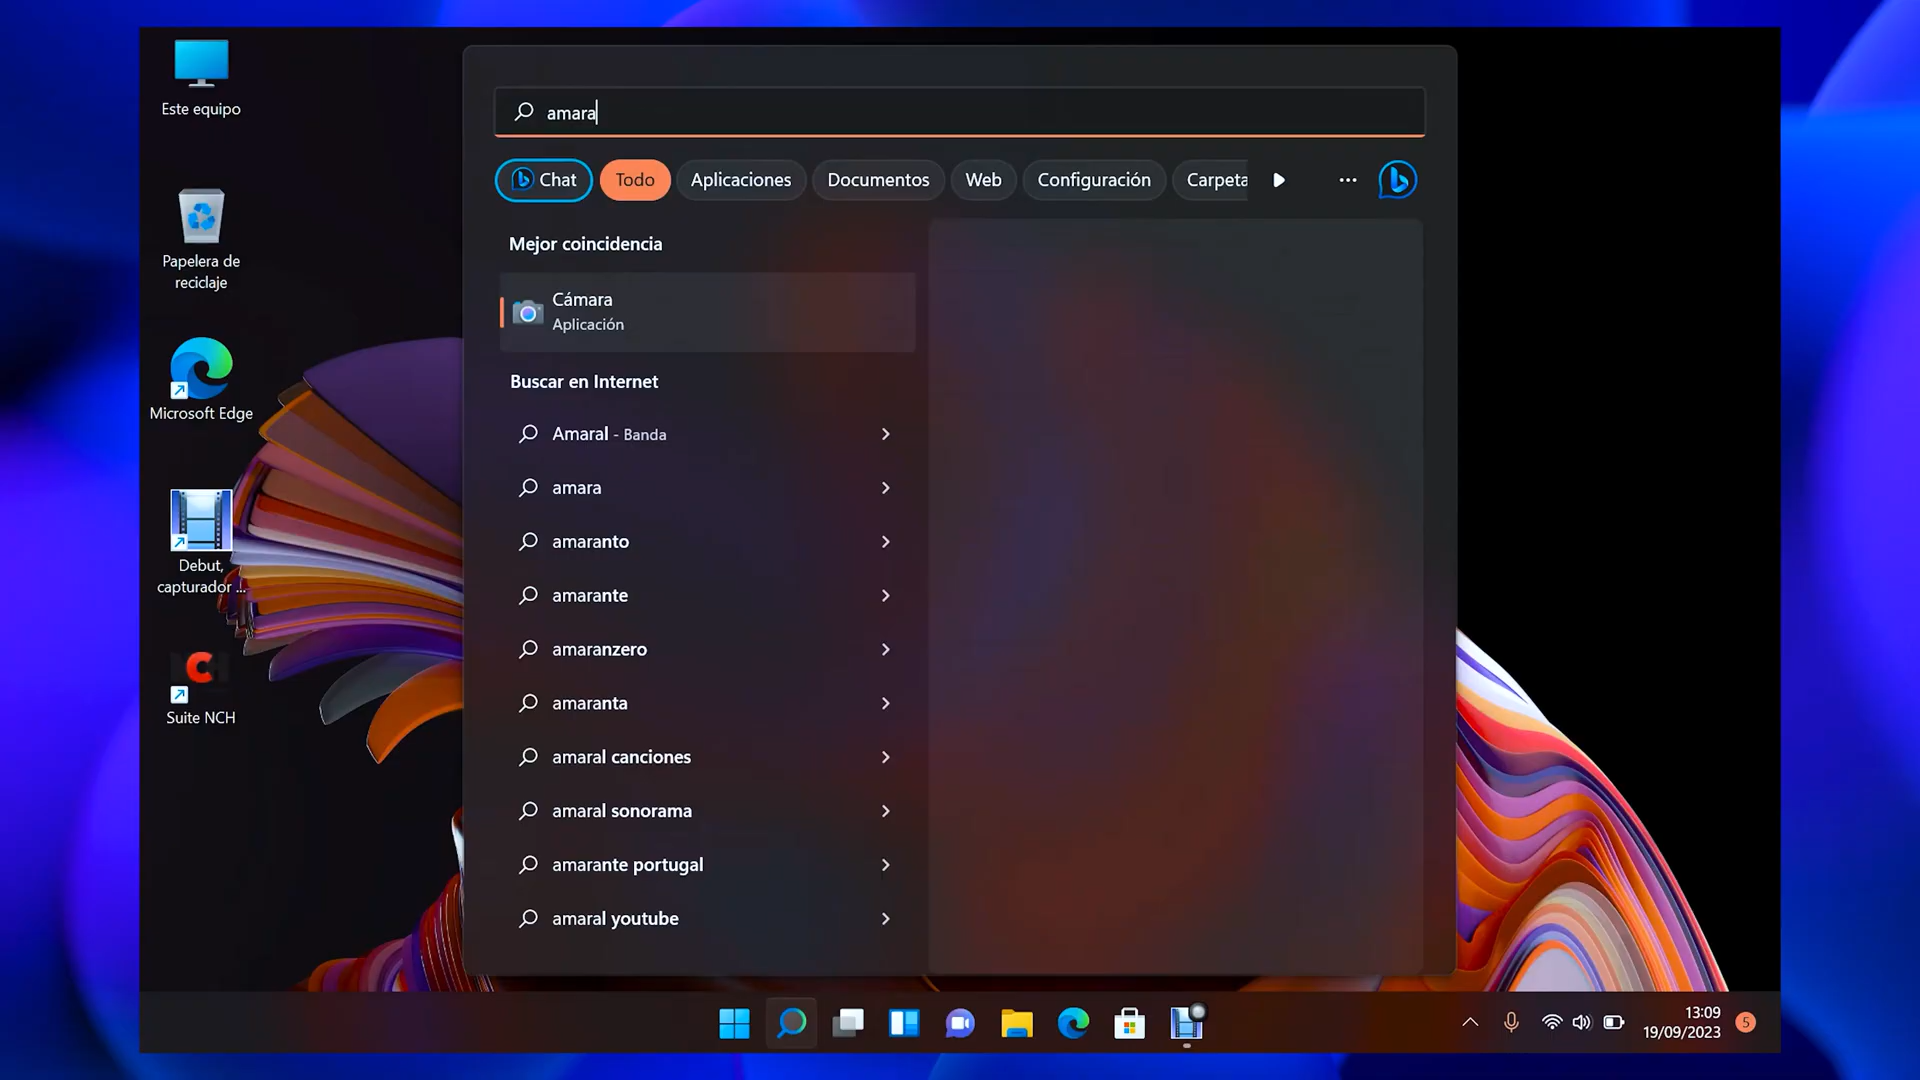 Este equipo
Papelera de
reciclaje
Microsoft Edge
Debut,
capturador ...
NCH
Suite NCH
amara
Chat
Todo
Aplicaciones
Documentos
Web
Configuración
Carpeta
Mejor coincidencia
Cámara
Aplicación
Buscar en Internet
Amaral - Banda
amara
amaranto
amarante
amaranzero
amaranta
amaral canciones
amaral sonorama
amarante portugal
amaral youtube
13:09
19/09/2023
5